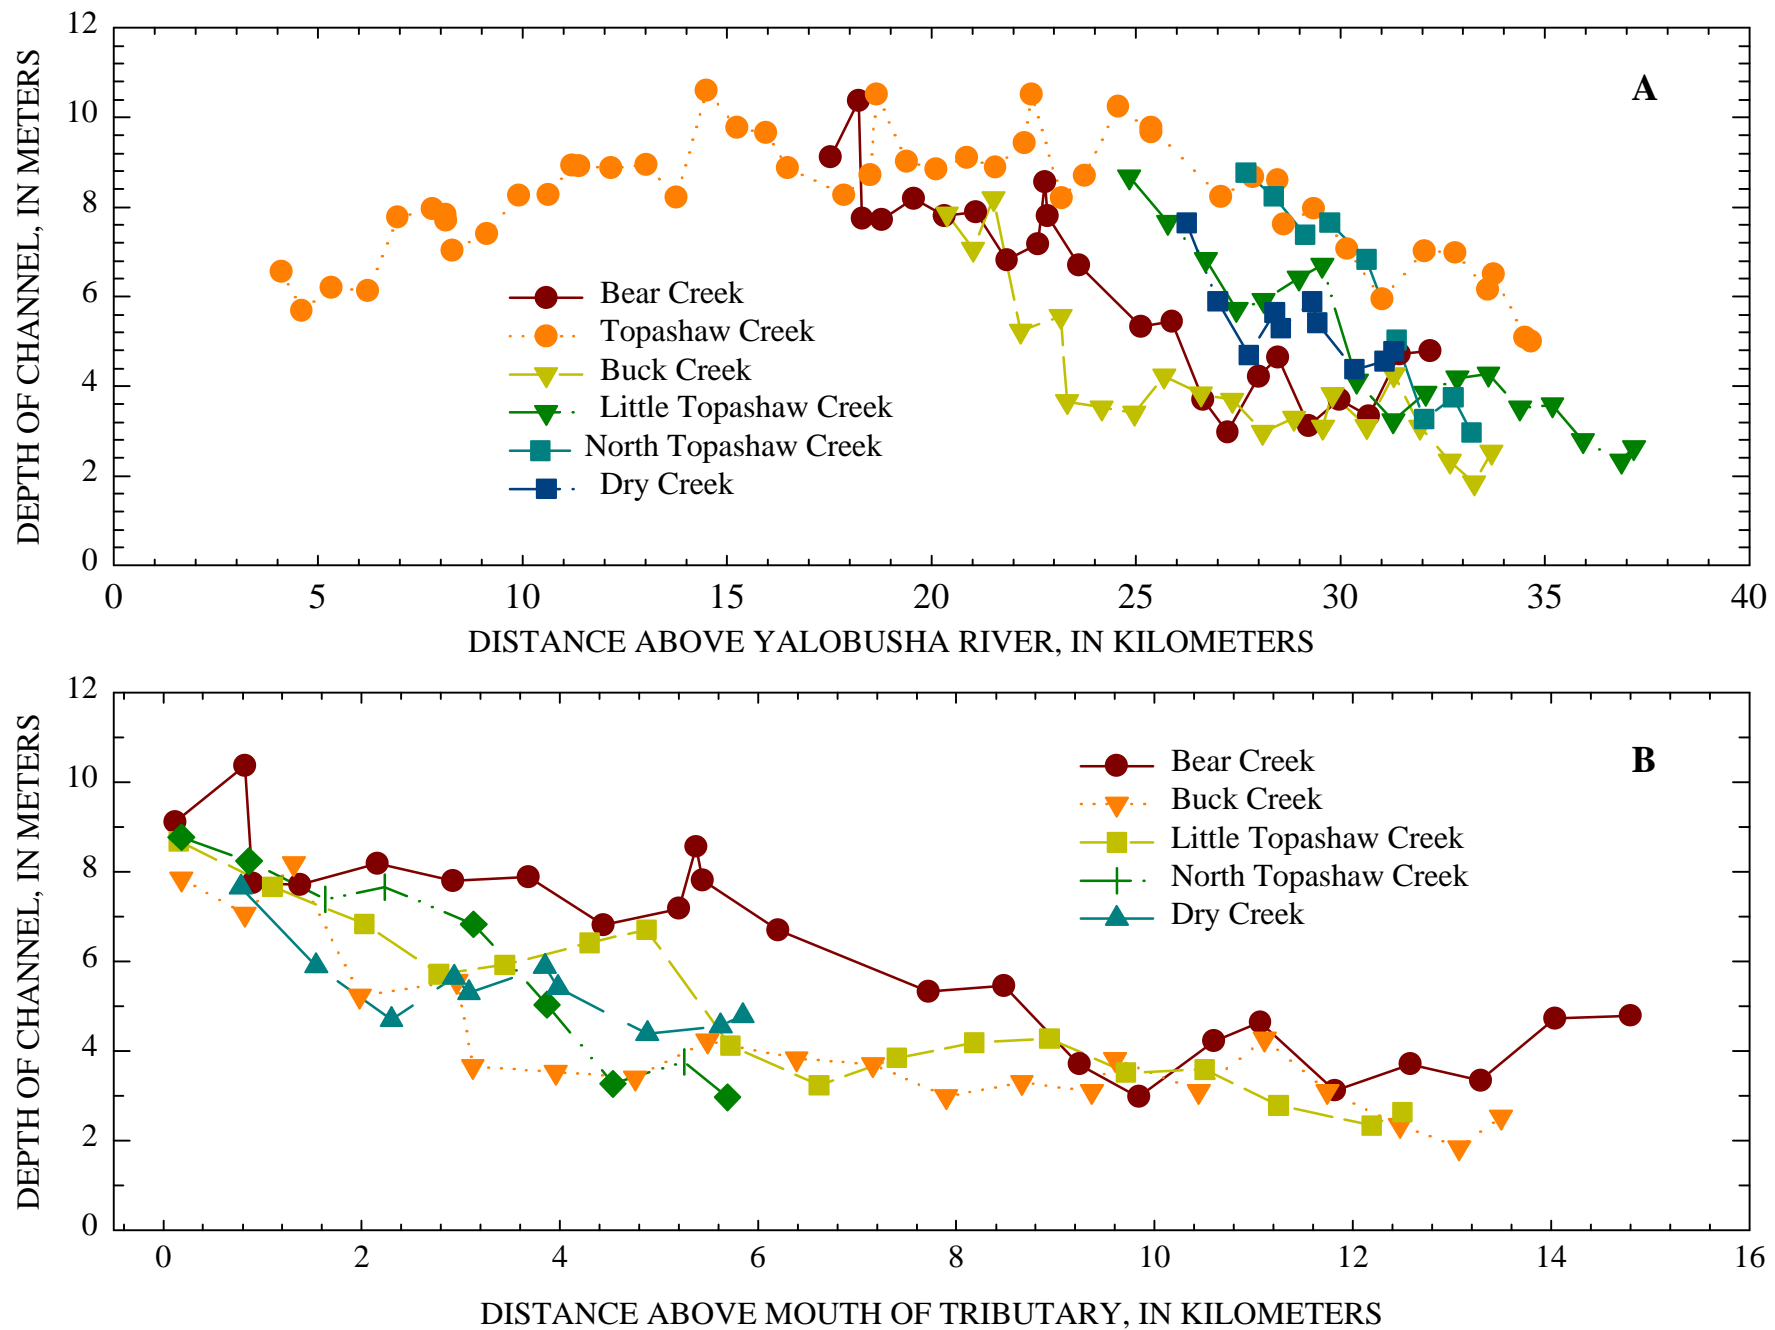 12
10
8
6
4
2
0
DEPTH OF CHANNEL, IN METERS
A
Bear Creek
Topashaw Creek
Buck Creek
Little Topashaw Creek
North Topashaw Creek
Dry Creek
0 5 10 15 20 25 30 35 40
DISTANCE ABOVE YALOBUSHA RIVER, IN KILOMETERS
12
10
8
6
4
2
0
DEPTH OF CHANNEL, IN METERS
B
Bear Creek
Buck Creek
Little Topashaw Creek
North Topashaw Creek
Dry Creek
0 2 4 6 8 10 12 14 16
DISTANCE ABOVE MOUTH OF TRIBUTARY, IN KILOMETERS